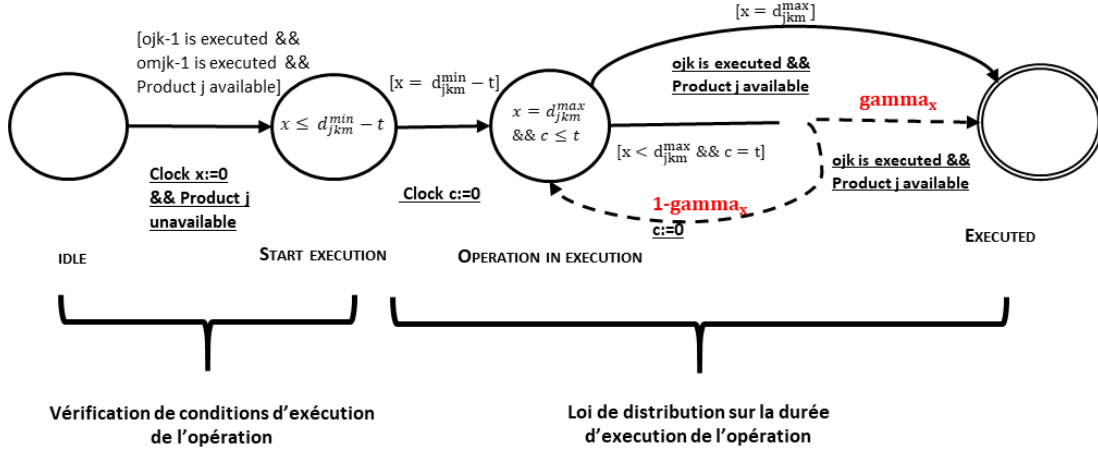 [x = d_jkm^max]
[ojk-1 is executed &&
omjk-1 is executed &&
Product j available]
[x = d_jkm^min − t]
ojk is executed &&
Product j available
gamma_x
x ≤ d_jkm^min − t
x = d_jkm^max
&& c ≤ t
[x < d_jkm^max && c = t]
ojk is executed &&
Product j available
Clock x:=0
&& Product j
unavailable
Clock c:=0
1-gamma_x
c:=0
IDLE
START EXECUTION
OPERATION IN EXECUTION
EXECUTED
Vérification de conditions d'exécution
de l'opération
Loi de distribution sur la durée
d'execution de l'opération